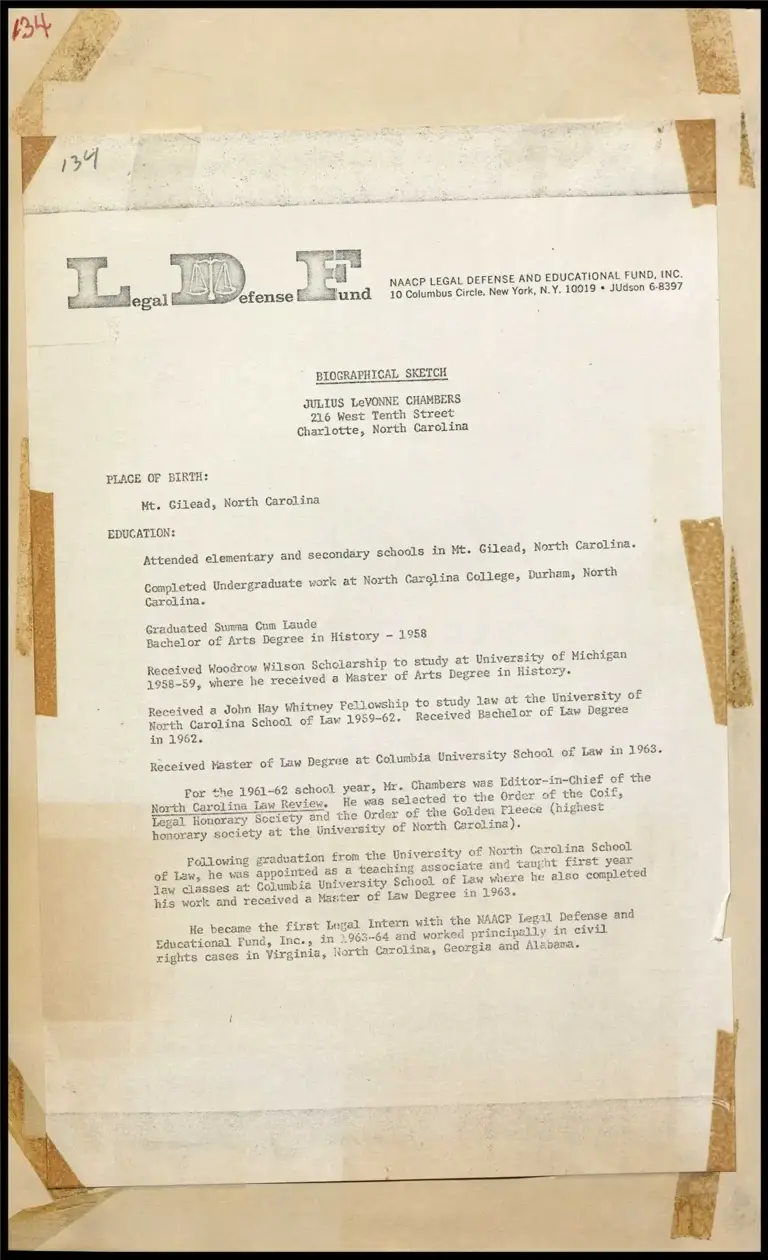 134
134
Legal Defense Fund
NAACP LEGAL DEFENSE AND EDUCATIONAL FUND, INC.
10 Columbus Circle, New York, N.Y. 10019 • JUdson 6-8397
BIOGRAPHICAL SKETCH
JULIUS LeVONNE CHAMBERS
216 West Tenth Street
Charlotte, North Carolina
PLACE OF BIRTH:
Mt. Gilead, North Carolina
EDUCATION:
Attended elementary and secondary schools in Mt. Gilead, North Carolina.
Completed Undergraduate work at North Carolina College, Durham, North
Carolina.
Graduated Summa Cum Laude
Bachelor of Arts Degree in History - 1958
Received Woodrow Wilson Scholarship to study at University of Michigan
1958-59, where he received a Master of Arts Degree in History.
Received a John Hay Whitney Fellowship to study law at the University of
North Carolina School of Law 1959-62. Received Bachelor of Law Degree
in 1962.
Received Master of Law Degree at Columbia University School of Law in 1963.
For the 1961-62 school year, Mr. Chambers was Editor-in-Chief of the
North Carolina Law Review. He was selected to the Order of the Coif,
Legal Honorary Society and the Order of the Golden Fleece (highest
honorary society at the University of North Carolina).
Following graduation from the University of North Carolina School
of Law, he was appointed as a teaching associate and taught first year
law classes at Columbia University School of Law where he also completed
his work and received a Master of Law Degree in 1963.
He became the first Legal Intern with the NAACP Legal Defense and
Educational Fund, Inc., in 1963-64 and worked principally in civil
rights cases in Virginia, North Carolina, Georgia and Alabama.